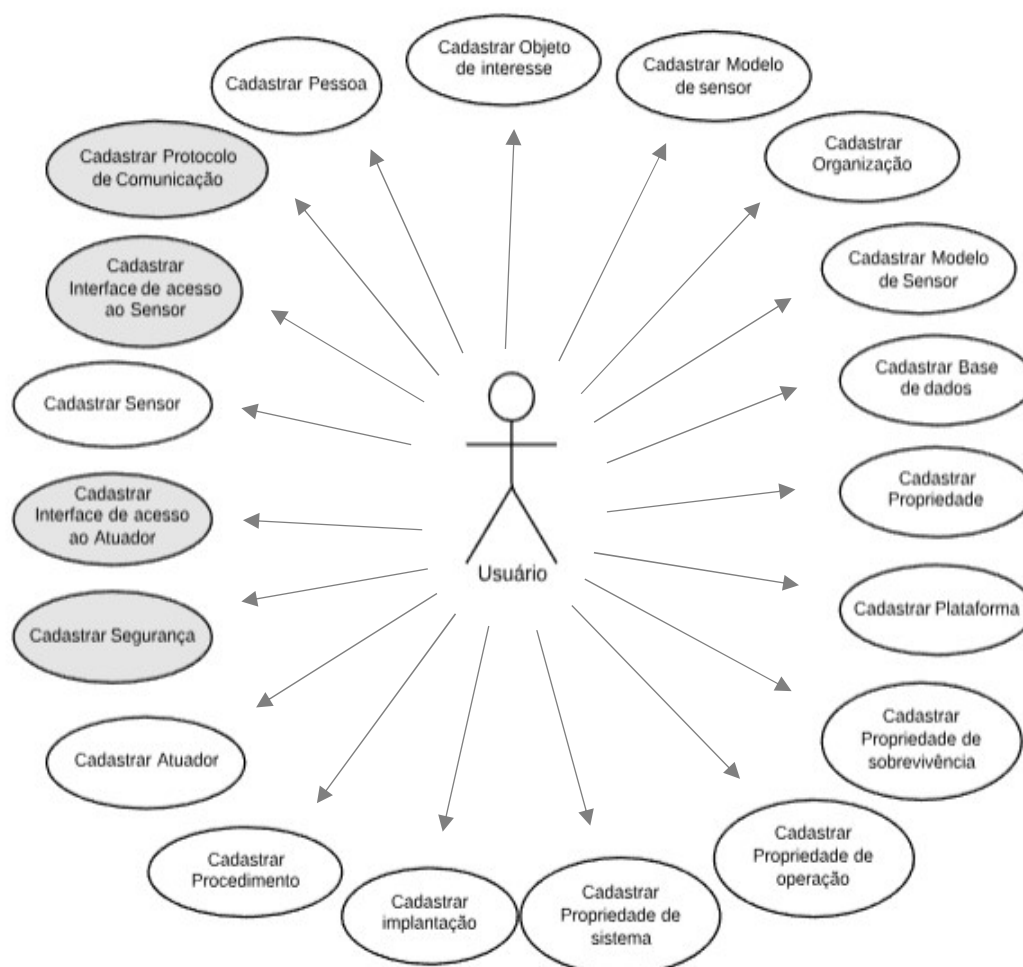 Cadastrar Objeto
de interesse
Cadastrar Modelo
de sensor
Cadastrar Pessoa
Cadastrar
Organização
Cadastrar Protocolo
de Comunicação
Cadastrar Modelo
de Sensor
Cadastrar
Interface de acesso
ao Sensor
Cadastrar Base
de dados
Cadastrar Sensor
Cadastrar
Propriedade
Cadastrar
Interface de acesso
ao Atuador
Usuário
Cadastrar Plataforma
Cadastrar Segurança
Cadastrar
Propriedade de
sobrevivência
Cadastrar Atuador
Cadastrar
Propriedade de
operação
Cadastrar
Procedimento
Cadastrar
implantação
Cadastrar
Propriedade de
sistema